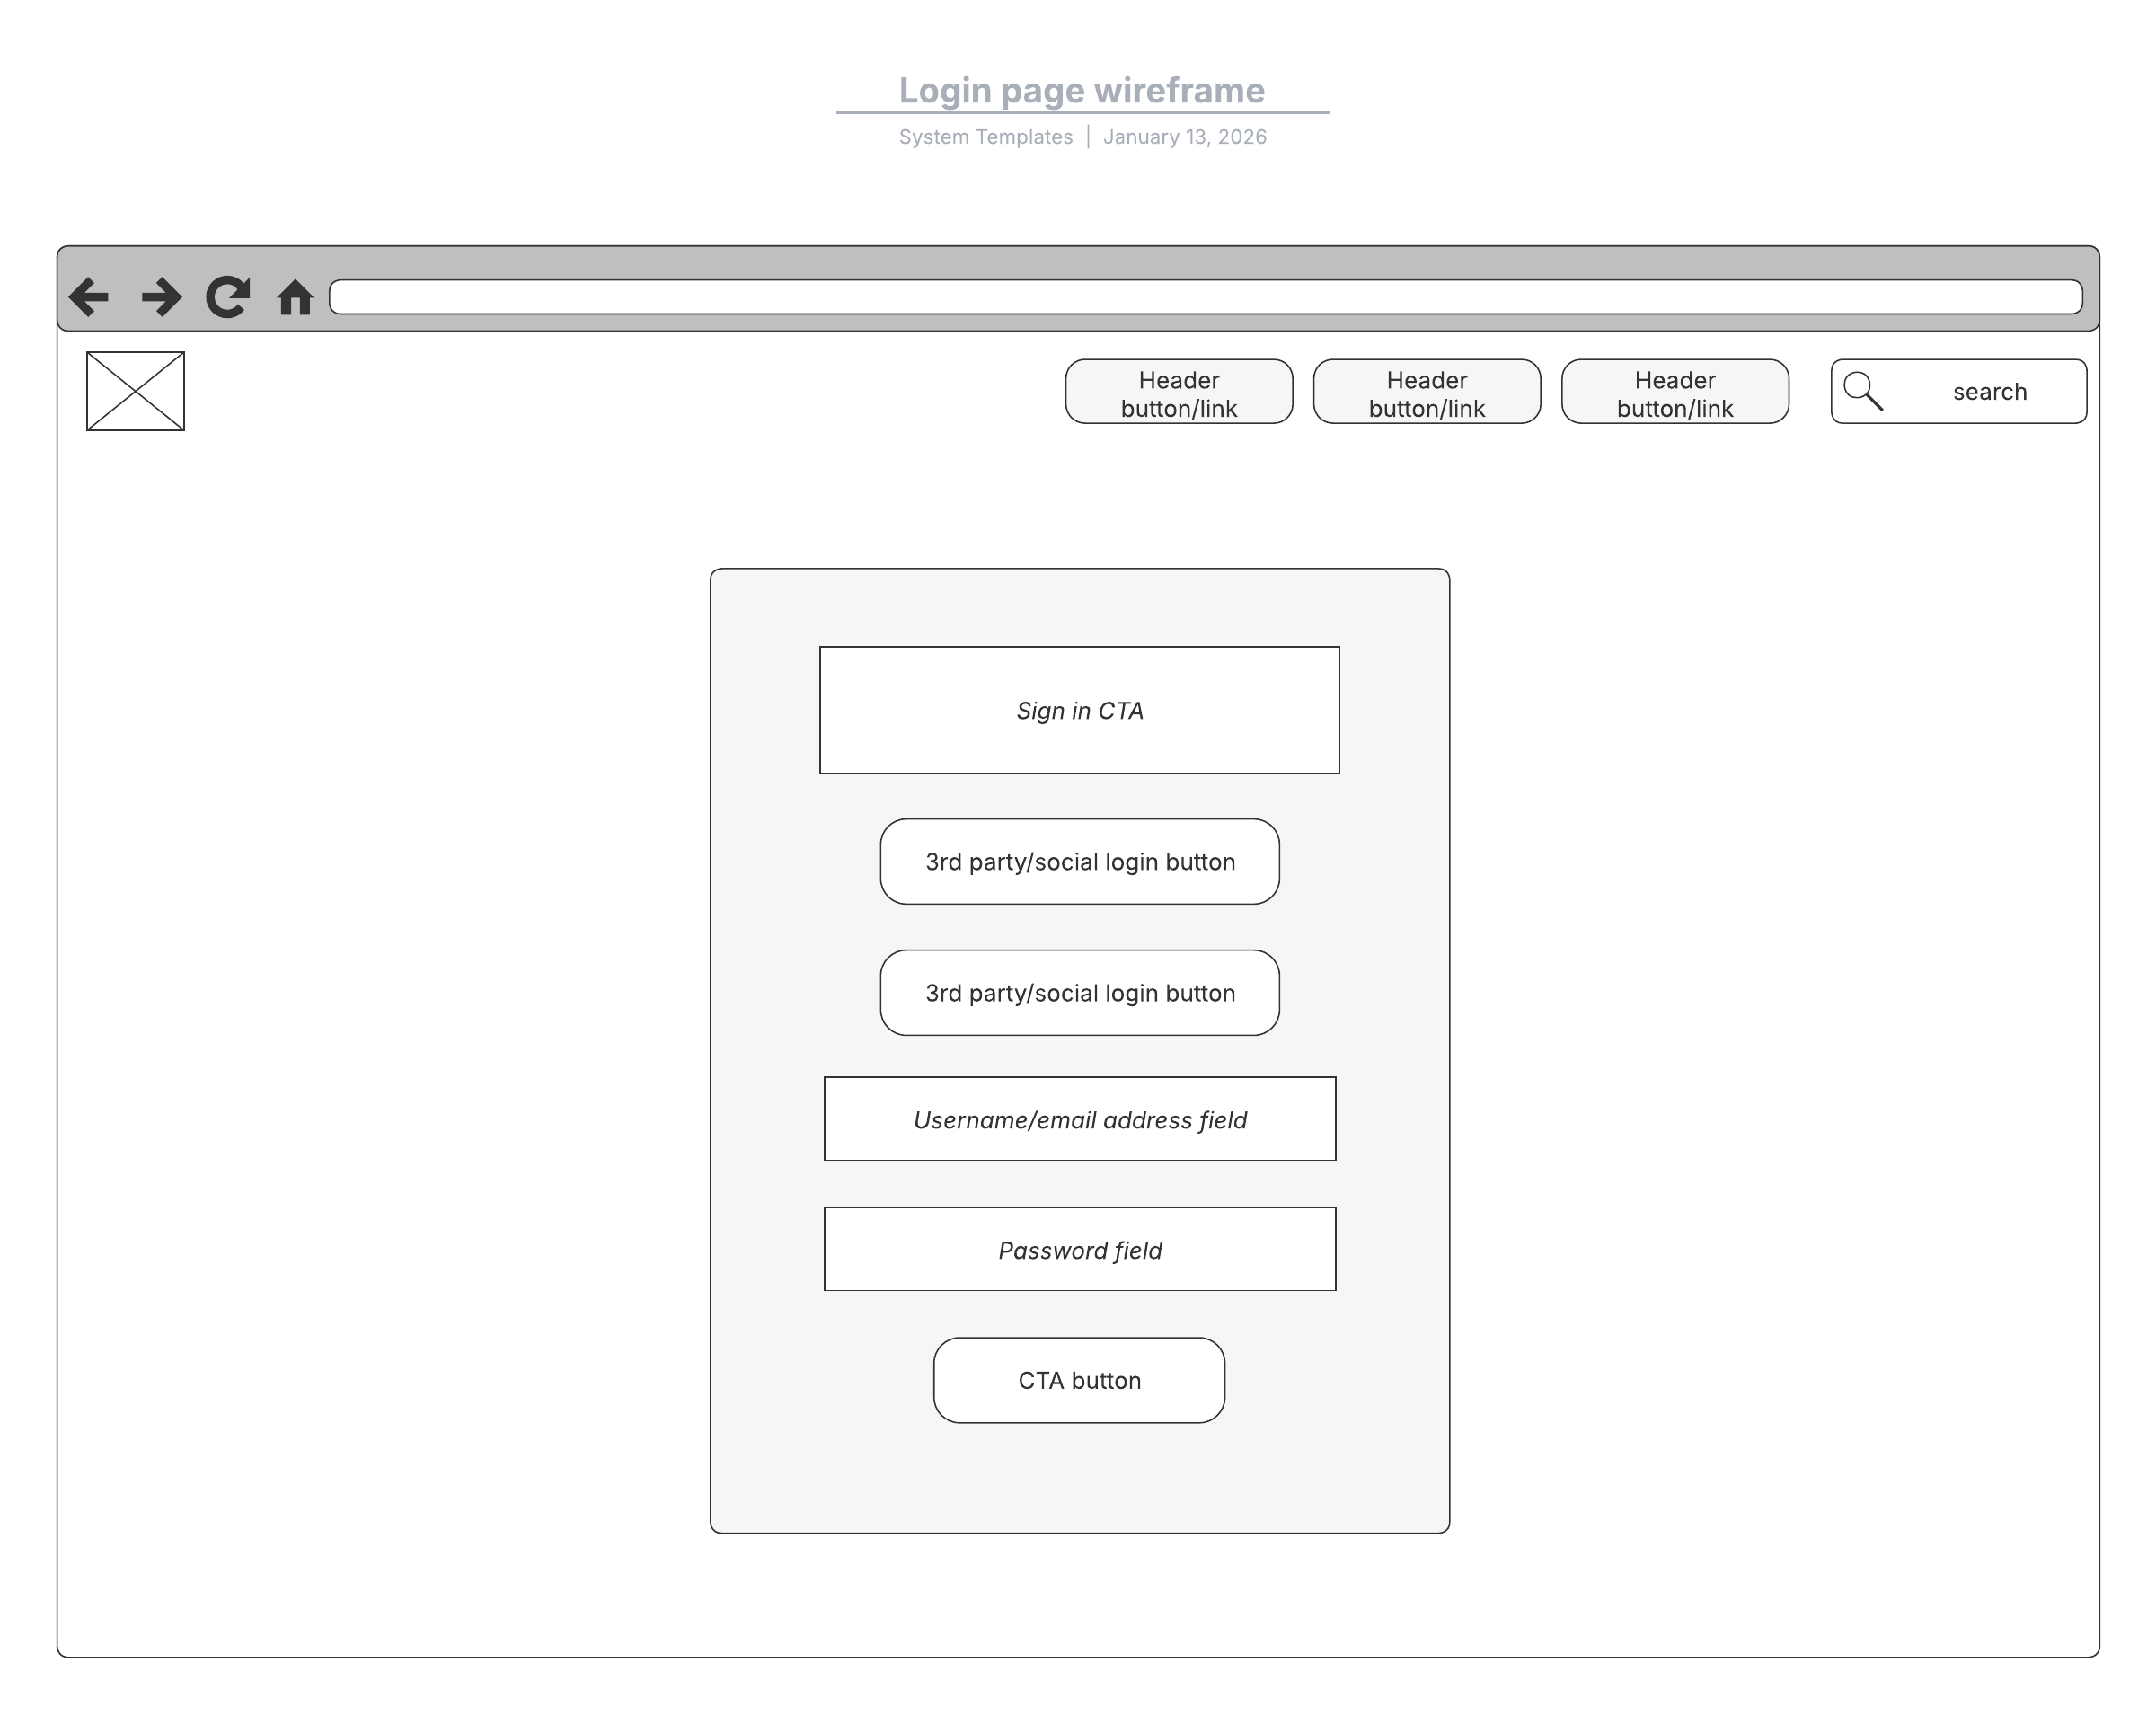 Login page wireframe
System Templates | January 13, 2026
Header
button/link
Header
button/link
Header
button/link
search
Sign in CTA
3rd party/social login button
3rd party/social login button
Username/email address field
Password field
CTA button